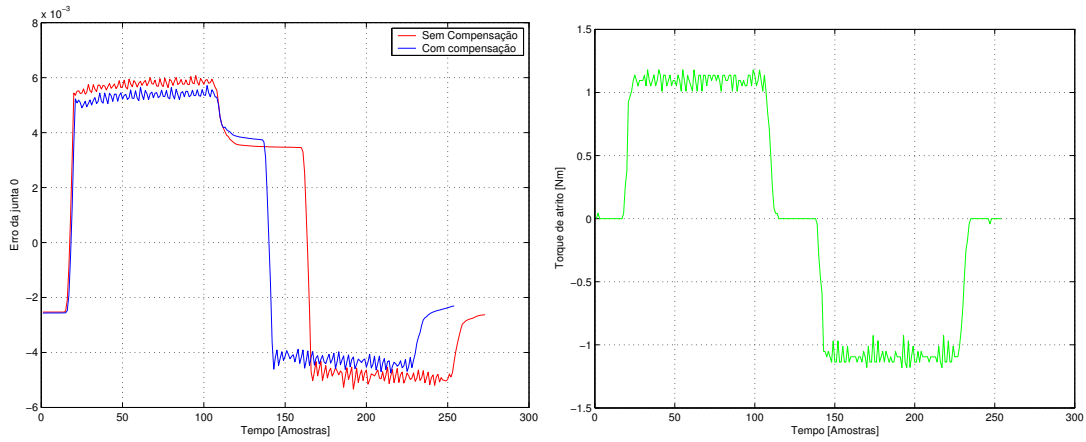 x 10⁻³
8
6
4
2
0
−2
−4
−6
Erro da junta 0
Sem Compensação
Com compensação
0 50 100 150 200 250 300
Tempo [Amostras]
1.5
1
0.5
0
−0.5
−1
−1.5
Torque de atrito [Nm]
0 50 100 150 200 250 300
Tempo [Amostras]